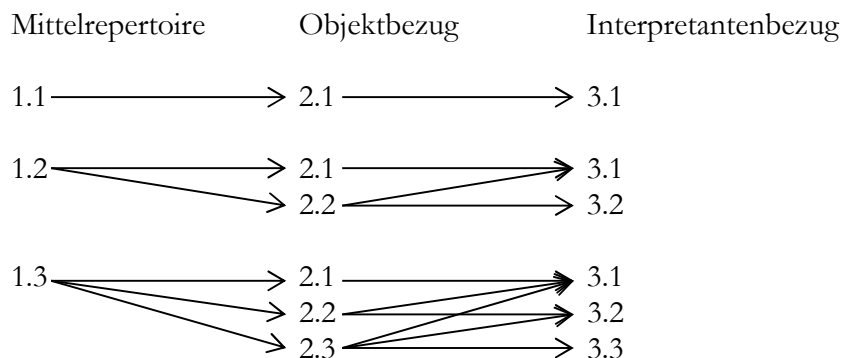 Mittelrepertoire Objektbezug Interpretantenbezug
1.1 2.1 3.1
1.2 2.1 3.1
2.2 3.2
1.3 2.1 3.1
2.2 3.2
2.3 3.3